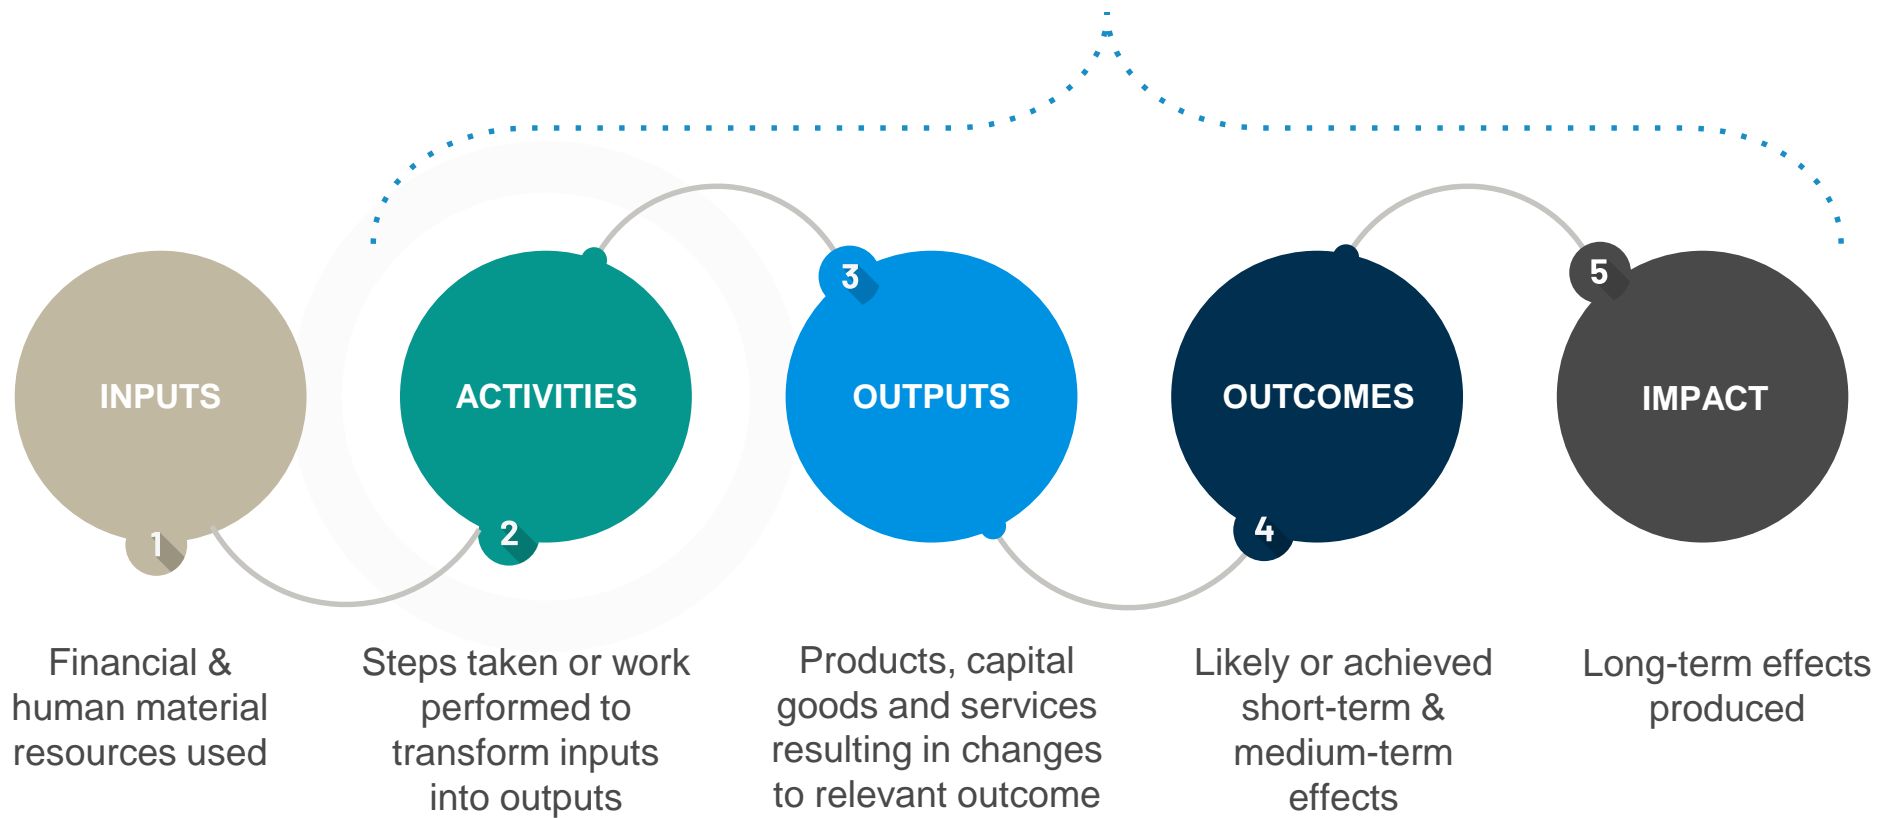 INPUTS
1
Financial &
human material
resources used
ACTIVITIES
2
Steps taken or work
performed to
transform inputs
into outputs
3
OUTPUTS
Products, capital
goods and services
resulting in changes
to relevant outcome
OUTCOMES
4
Likely or achieved
short-term &
medium-term
effects
5
IMPACT
Long-term effects
produced